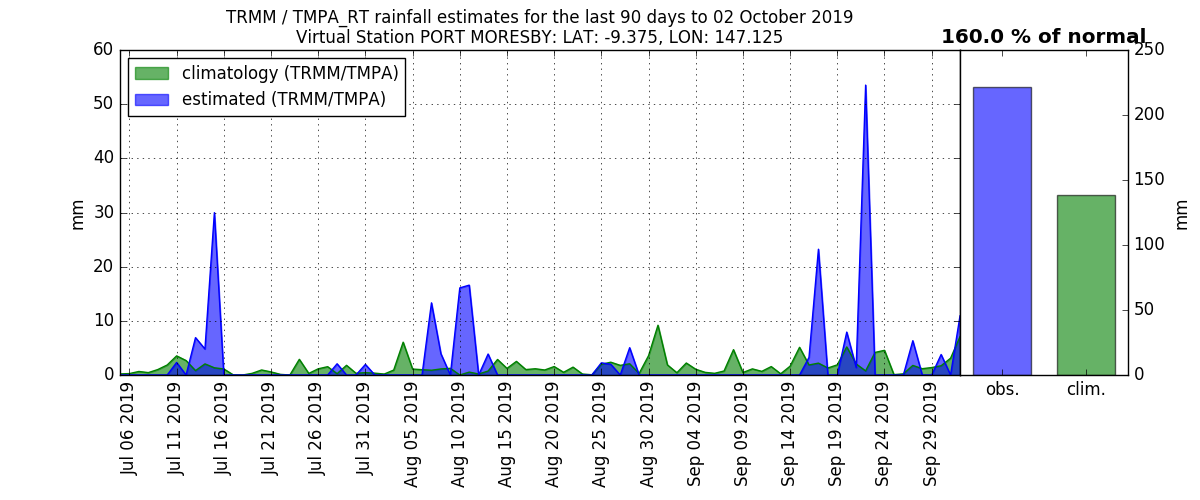 TRMM / TMPA_RT rainfall estimates for the last 90 days to 02 October 2019
Virtual Station PORT MORESBY: LAT: -9.375, LON: 147.125
160.0 % of normal
climatology (TRMM/TMPA)
estimated (TRMM/TMPA)
mm
60
50
40
30
20
10
0
Jul 06 2019
Jul 11 2019
Jul 16 2019
Jul 21 2019
Jul 26 2019
Jul 31 2019
Aug 05 2019
Aug 10 2019
Aug 15 2019
Aug 20 2019
Aug 25 2019
Aug 30 2019
Sep 04 2019
Sep 09 2019
Sep 14 2019
Sep 19 2019
Sep 24 2019
Sep 29 2019
250
200
150
100
50
0
mm
obs.
clim.